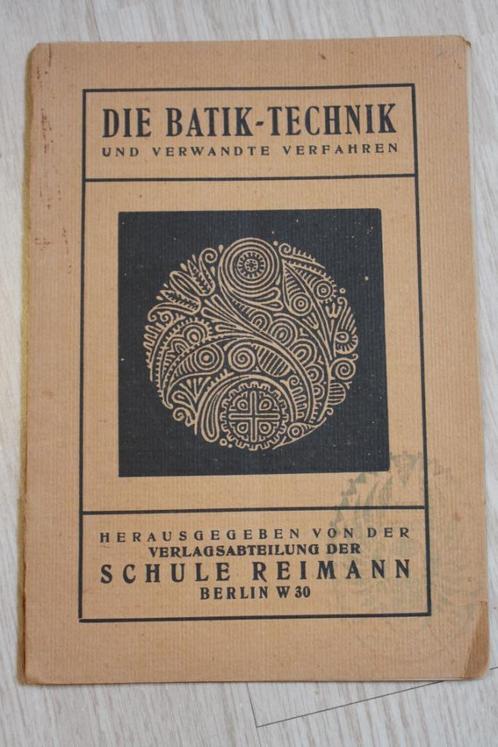 DIE BATIK-TECHNIK
UND VERWANDTE VERFAHREN
HERAUSGEGEBEN VON DER
VERLAGSABTEILUNG DER
SCHULE REIMANN
BERLIN W 30